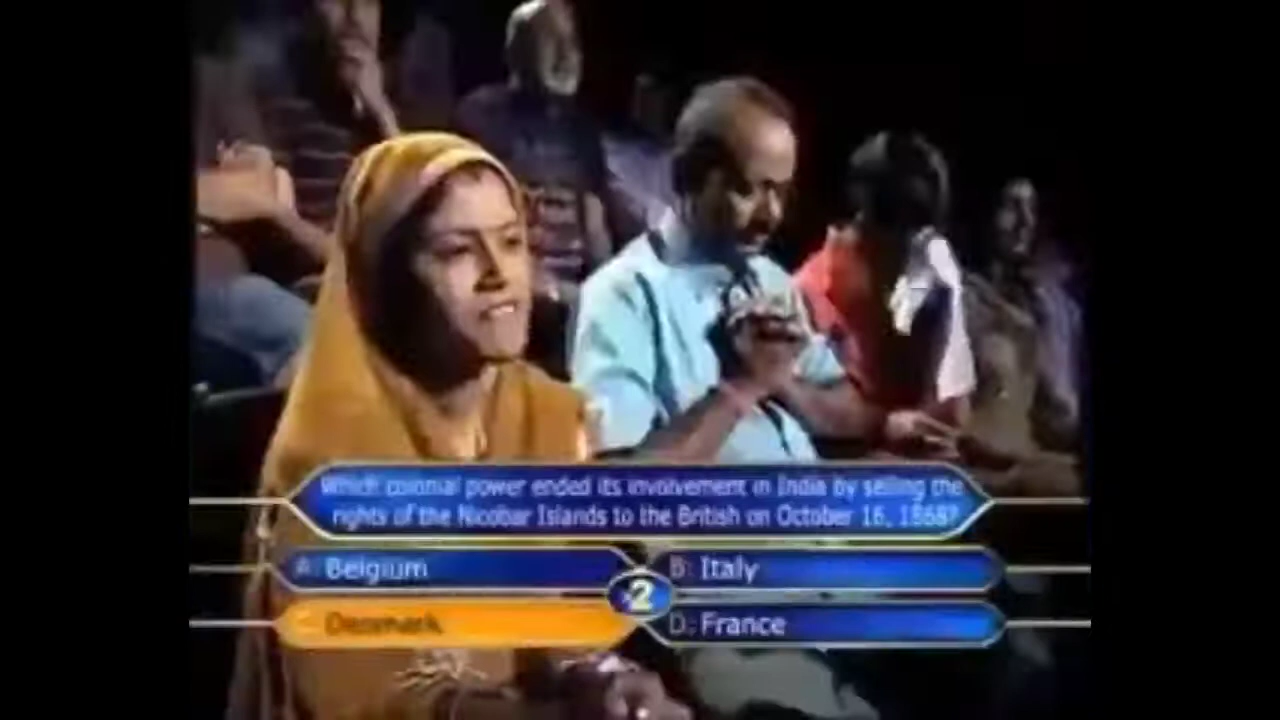 Which colonial power ended its involvement in India by selling the
rights of the Nicobar Islands to the British on October 16, 1868?
A: Belgium
B: Italy
Denmark
D: France
2